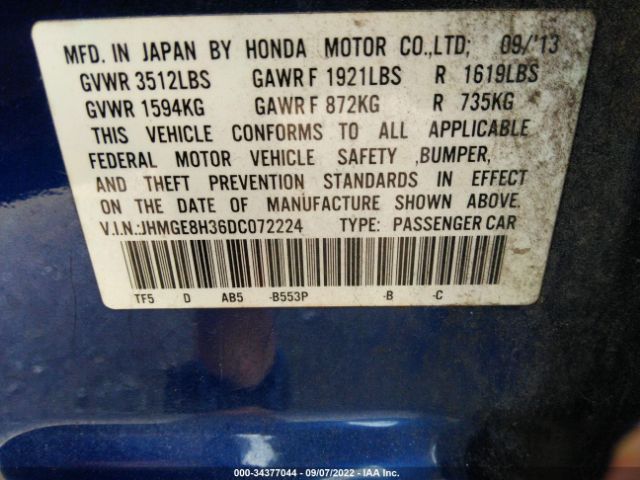 MFD. IN JAPAN BY HONDA MOTOR CO.,LTD; 09/'13
GVWR 3512LBS GAWR F 1921LBS R 1619LBS
GVWR 1594KG GAWR F 872KG R 735KG
THIS VEHICLE CONFORMS TO ALL APPLICABLE
FEDERAL MOTOR VEHICLE SAFETY ,BUMPER,
AND THEFT PREVENTION STANDARDS IN EFFECT
ON THE DATE OF MANUFACTURE SHOWN ABOVE.
V.I.N.:JHMGE8H36DC072224 TYPE: PASSENGER CAR
TF5 D AB5 -B553P -B -C
000-34377044 - 09/07/2022 - IAA Inc.